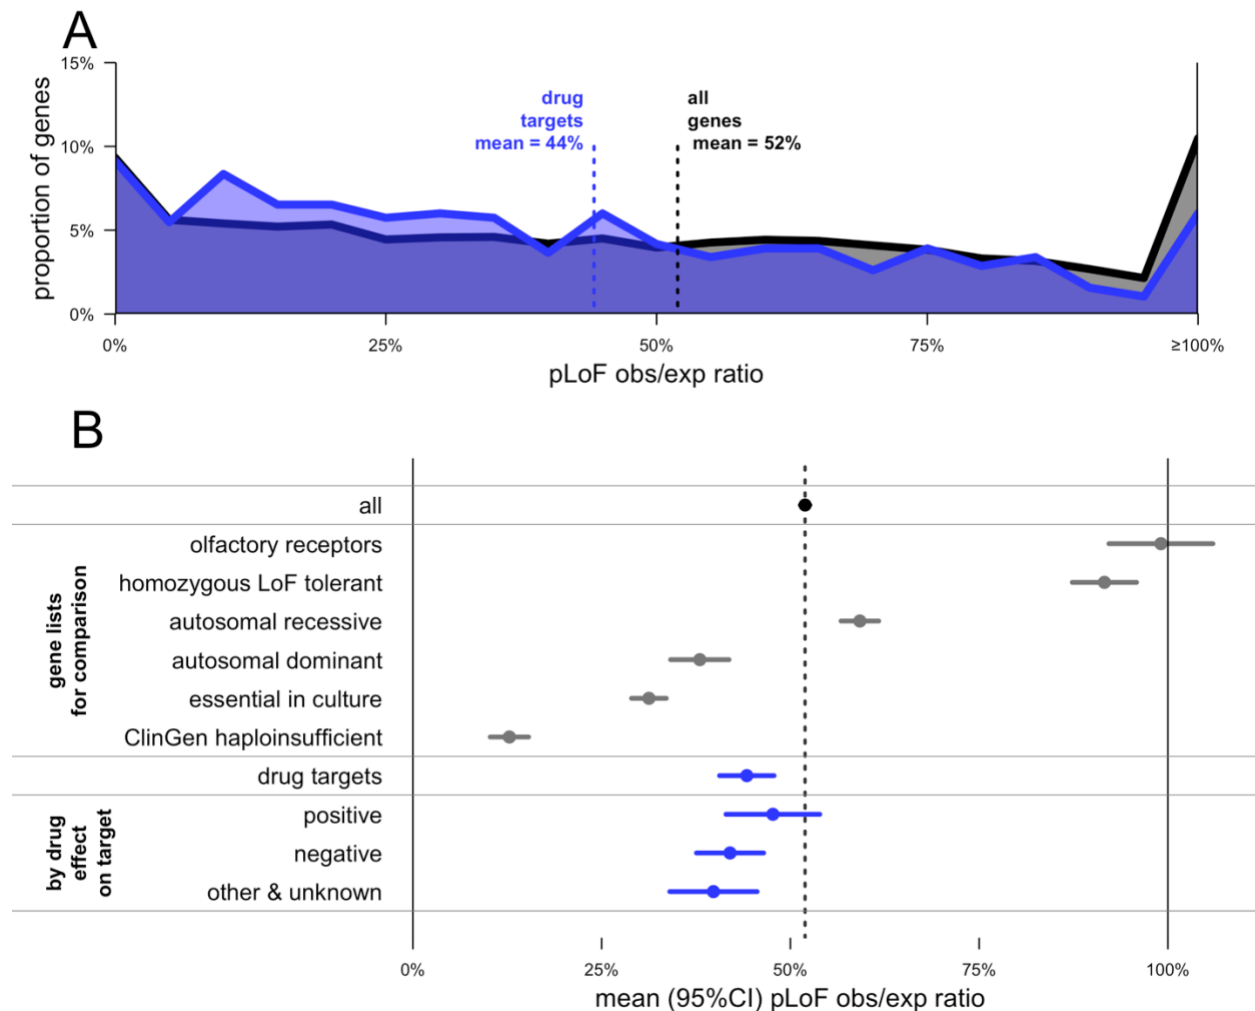 A
15%
10%
5%
0%
proportion of genes
drug
targets
mean = 44%
all
genes
mean = 52%
0% 25% 50% 75% ≥100%
pLoF obs/exp ratio
B
all
gene lists
for comparison
olfactory receptors
homozygous LoF tolerant
autosomal recessive
autosomal dominant
essential in culture
ClinGen haploinsufficient
drug targets
by drug
effect
on target
positive
negative
other & unknown
0% 25% 50% 75% 100%
mean (95%CI) pLoF obs/exp ratio